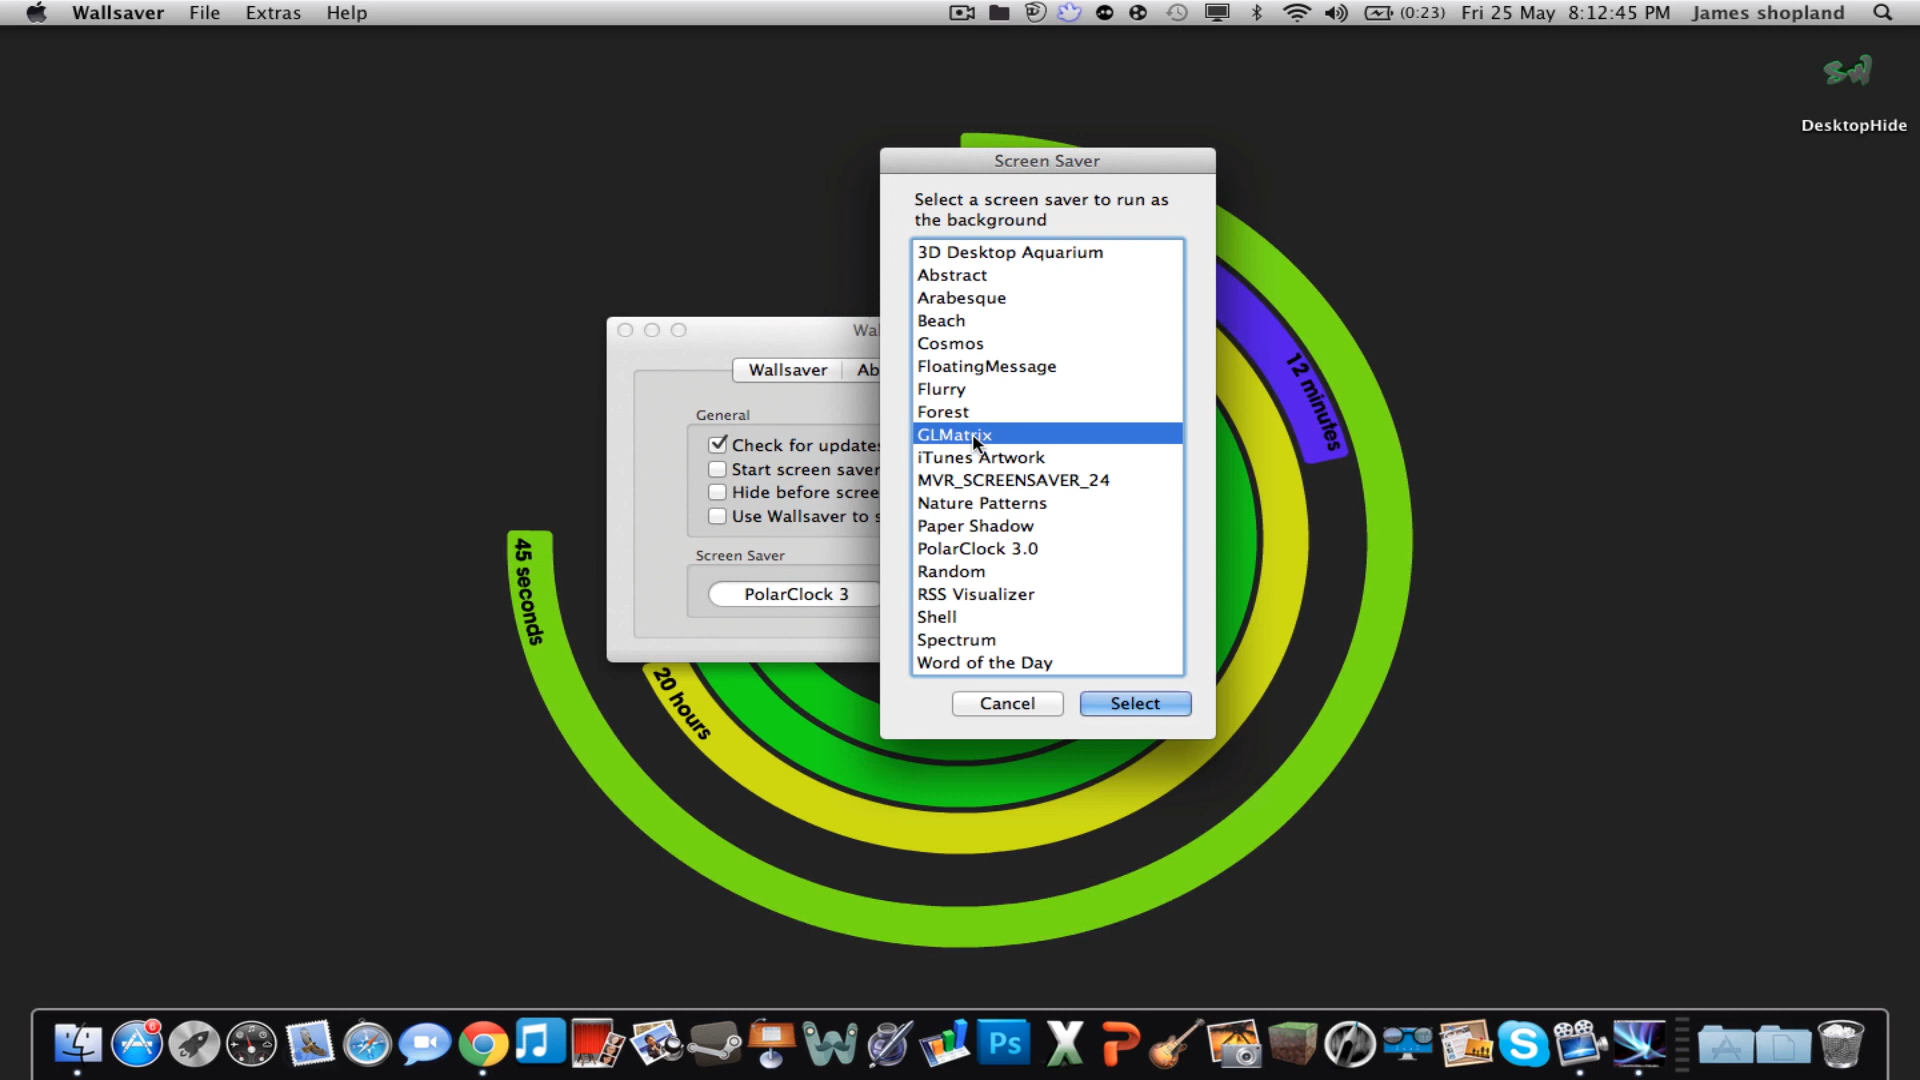 Wallsaver File Extras Help (0:23) Fri 25 May 8:12:45 PM James shopland
DesktopHide
Screen Saver
Select a screen saver to run as
the background
3D Desktop Aquarium
Abstract
Arabesque
Beach
Cosmos
FloatingMessage
Flurry
Forest
GLMatrix
iTunes Artwork
MVR_SCREENSAVER_24
Nature Patterns
Paper Shadow
PolarClock 3.0
Random
RSS Visualizer
Shell
Spectrum
Word of the Day
Cancel Select
Wal
Wallsaver Ab
General
Check for updates
Start screen saver
Hide before scree
Use Wallsaver to s
Screen Saver
PolarClock 3
12 minutes
45 seconds
20 hours
6
Ps